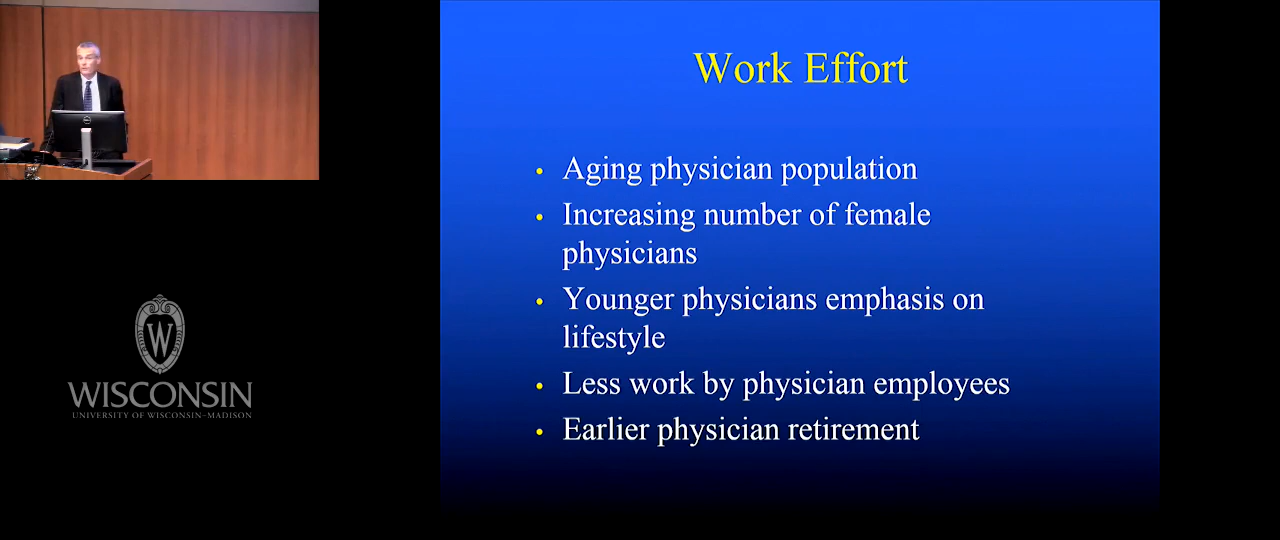 Work Effort
• Aging physician population
• Increasing number of female
physicians
• Younger physicians emphasis on
lifestyle
• Less work by physician employees
• Earlier physician retirement
W
WISCONSIN
UNIVERSITY OF WISCONSIN–MADISON